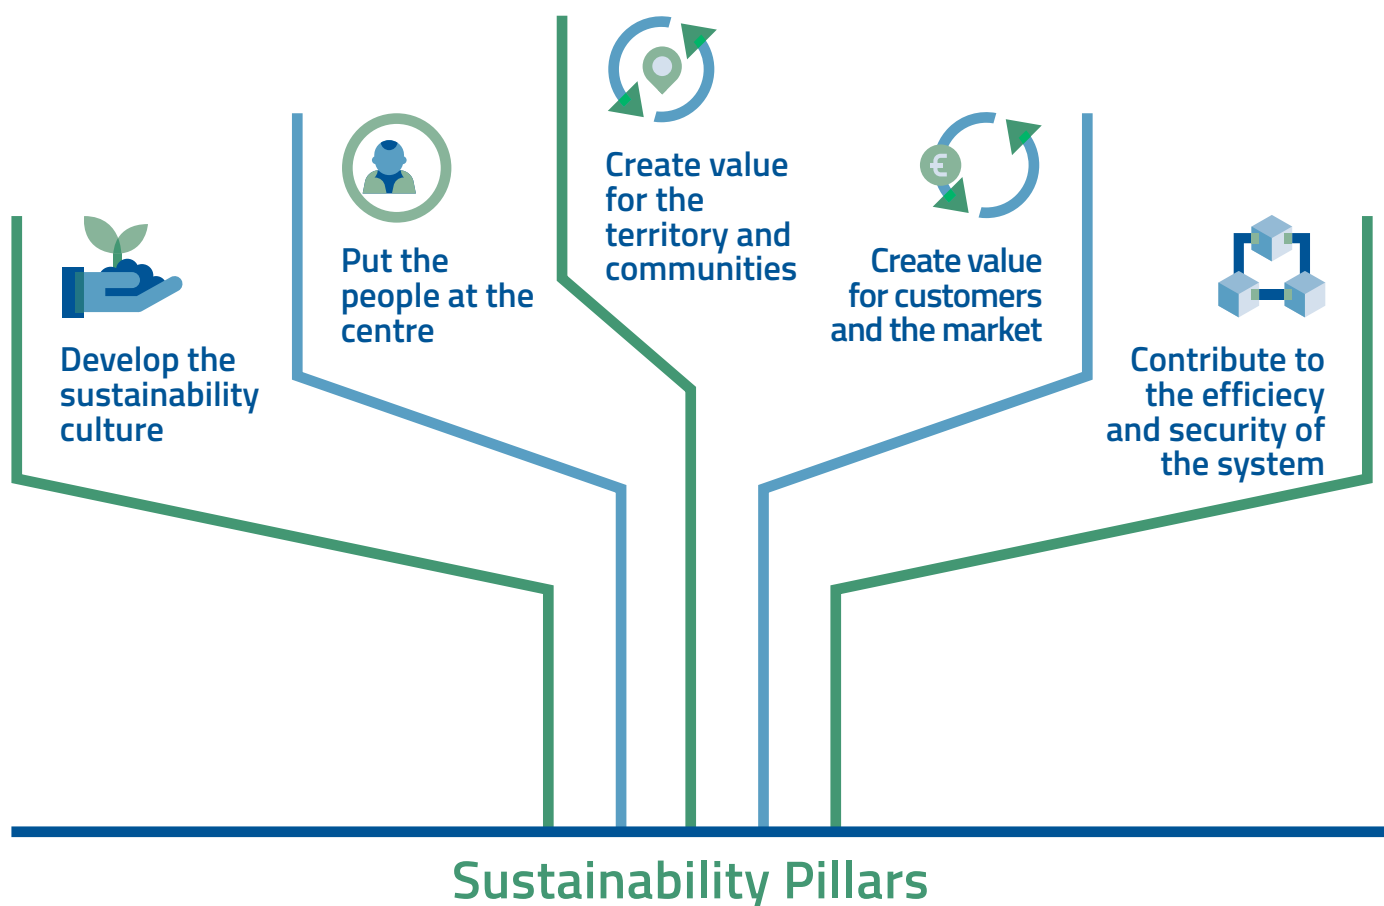 Develop the
sustainability
culture
Put the
people at the
centre
Create value
for the
territory and
communities
€
Create value
for customers
and the market
Contribute to
the efficiecy
and security of
the system
Sustainability Pillars